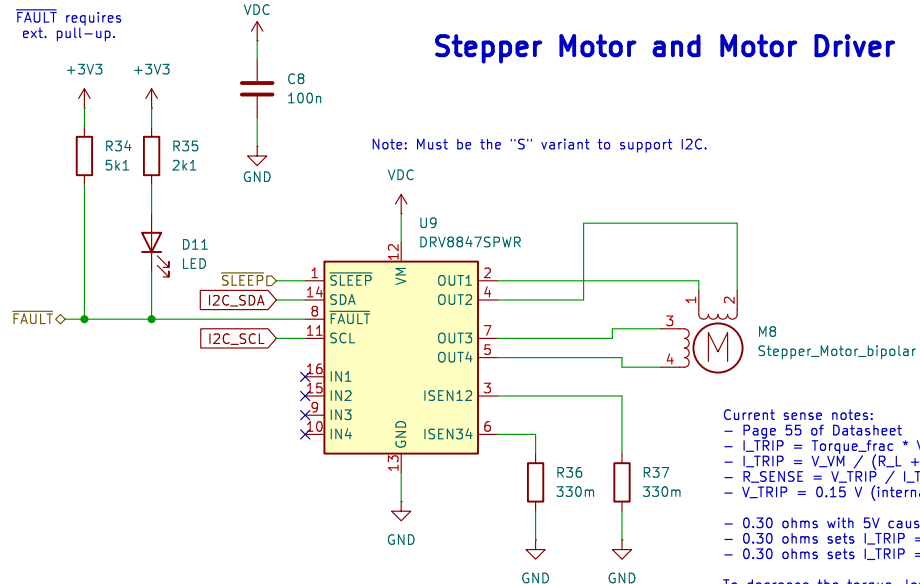 FAULT requires
ext. pull-up.
VDC
Stepper Motor and Motor Driver
+3V3
+3V3
C8
100n
R34
5k1
R35
2k1
GND
Note: Must be the "S" variant to support I2C.
VDC
U9
DRV8847SPWR
12
VM
D11
LED
SLEEP
1
SLEEP
OUT1
2
I2C_SDA
14
SDA
OUT2
4
FAULT
8
FAULT
I2C_SCL
11
SCL
OUT3
7
OUT4
5
1
2
3
4
M
M8
Stepper_Motor_bipolar
16
IN1
15
IN2
ISEN12
3
9
IN3
10
IN4
ISEN34
6
GND
13
GND
R36
330m
R37
330m
GND
GND
Current sense notes:
- Page 55 of Datasheet
- I_TRIP = Torque_frac *
- I_TRIP = V_VM / (R_L +
- R_SENSE = V_TRIP /
- V_TRIP = 0.15 V
- 0.30 ohms with 5V
- 0.30 ohms sets I_TRIP =
- 0.30 ohms sets I_TRIP =
To decrease the torque,